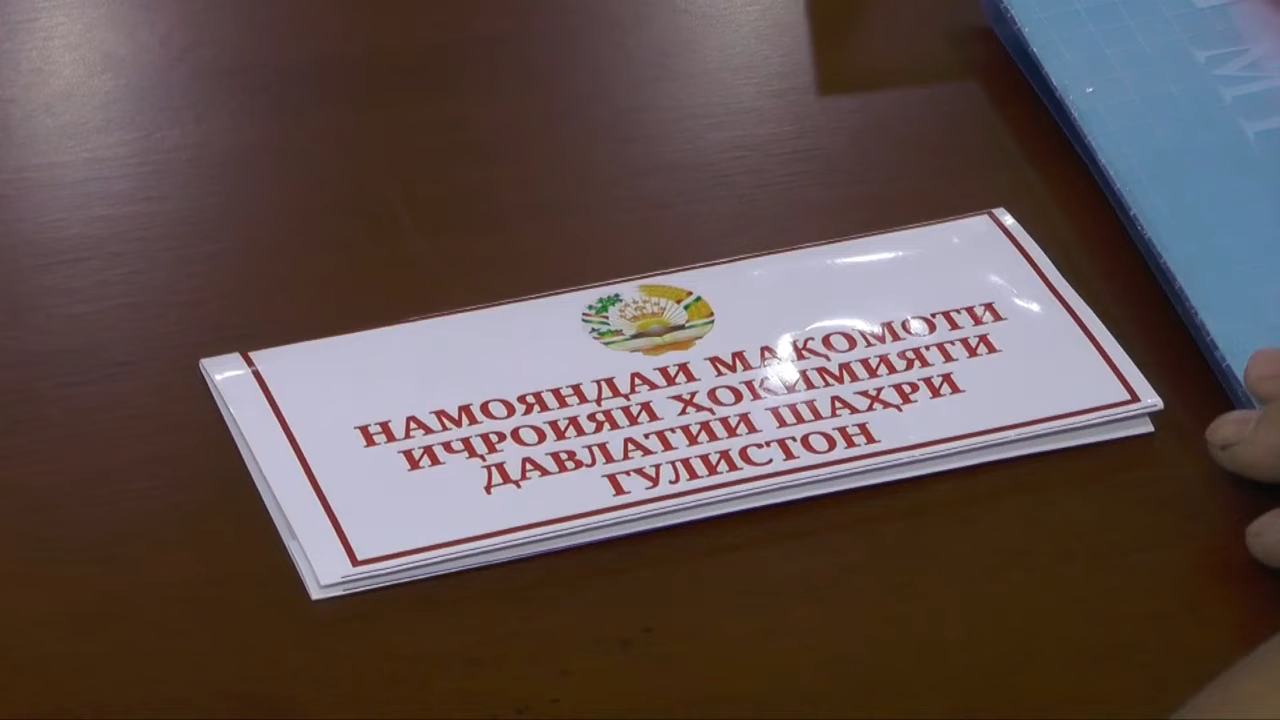 НАМОЯНДАИ МАҚОМОТИ
ИҶРОИЯИ ҲОКИМИЯТИ
ДАВЛАТИИ ШАҲРИ
ГУЛИСТОН